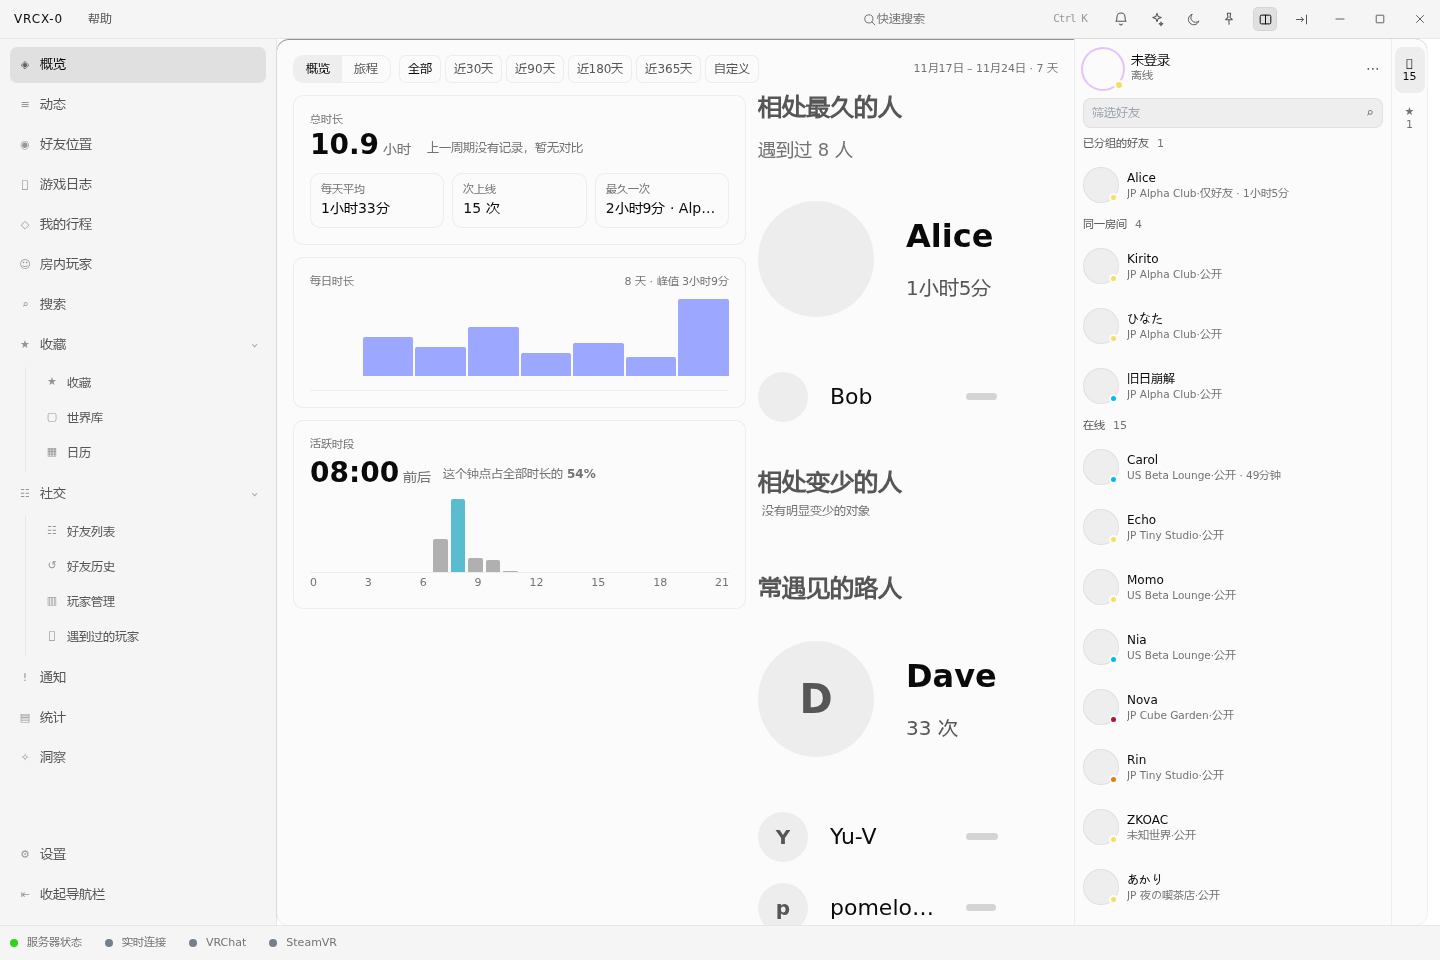 VRCX-0 帮助 快速搜索 Ctrl K
概览
动态
好友位置
游戏日志
我的行程
房内玩家
搜索
收藏
收藏
世界库
日历
社交
好友列表
好友历史
玩家管理
遇到过的玩家
通知
统计
洞察
设置
收起导航栏
概览 旅程 全部 近30天 近90天 近180天 近365天 自定义 11月17日 – 11月24日 · 7 天
总时长
10.9 小时 上一周期没有记录，暂无对比
每天平均
1小时33分
次上线
15 次
最久一次
2小时9分 · Alp…
每日时长 8 天 · 峰值 3小时9分
活跃时段
08:00 前后 这个钟点占全部时长的 54%
0 3 6 9 12 15 18 21
相处最久的人
遇到过 8 人
Alice
1小时5分
Bob
相处变少的人
没有明显变少的对象
常遇见的路人
D
Dave
33 次
Y
Yu-V
p
pomelo…
未登录
离线
筛选好友
已分组的好友 1
Alice
JP Alpha Club·仅好友 · 1小时5分
同一房间 4
Kirito
JP Alpha Club·公开
ひなた
JP Alpha Club·公开
旧日崩解
JP Alpha Club·公开
在线 15
Carol
US Beta Lounge·公开 · 49分钟
Echo
JP Tiny Studio·公开
Momo
US Beta Lounge·公开
Nia
US Beta Lounge·公开
Nova
JP Cube Garden·公开
Rin
JP Tiny Studio·公开
ZKOAC
未知世界·公开
あかり
JP 夜の喫茶店·公开
15
1
服务器状态 实时连接 VRChat SteamVR